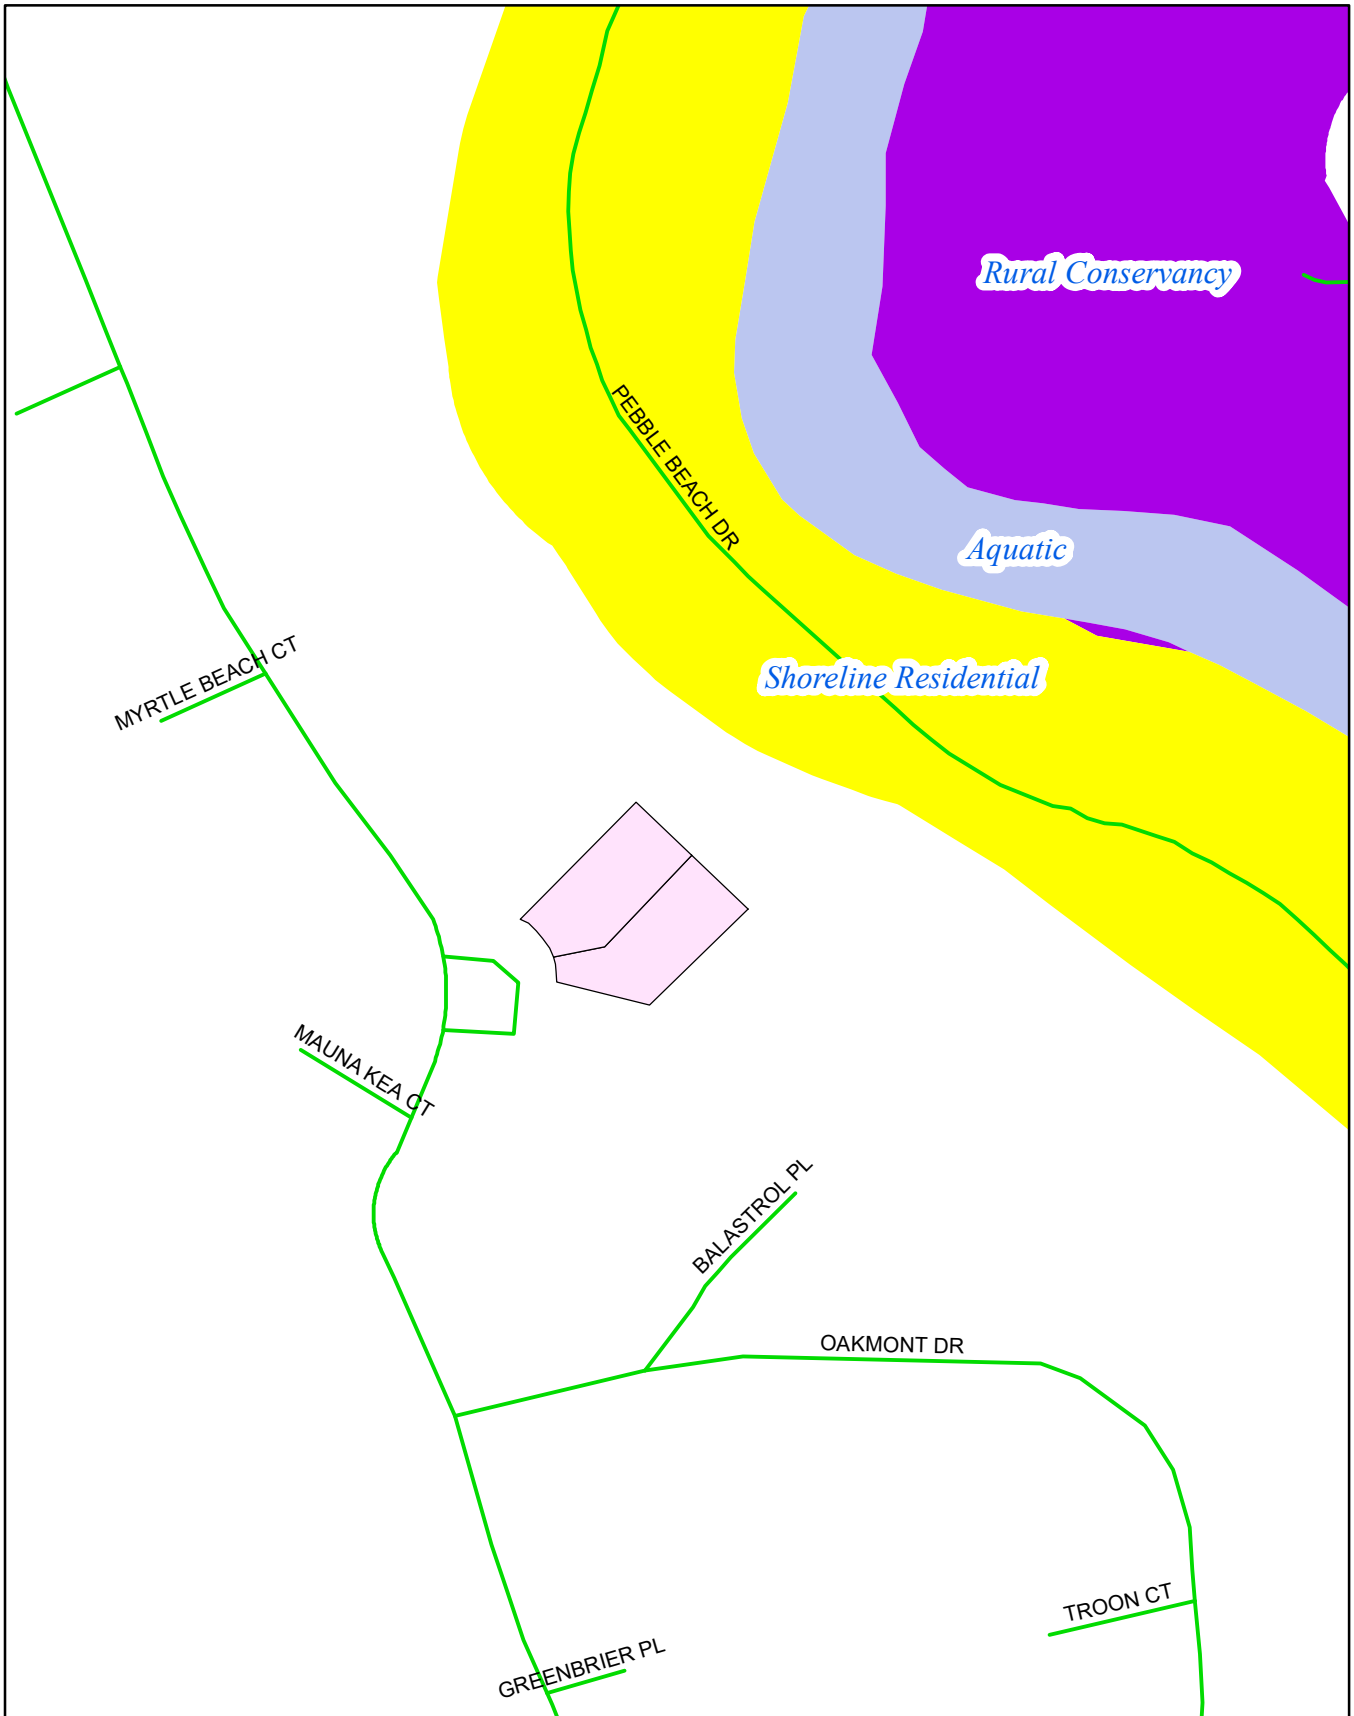 Rural Conservancy
PEBBLE BEACH DR
Aquatic
MYRTLE BEACH CT
Shoreline Residential
MAUNA KEA CT
BALASTROL PL
OAKMONT DR
TROON CT
GREENBRIER PL